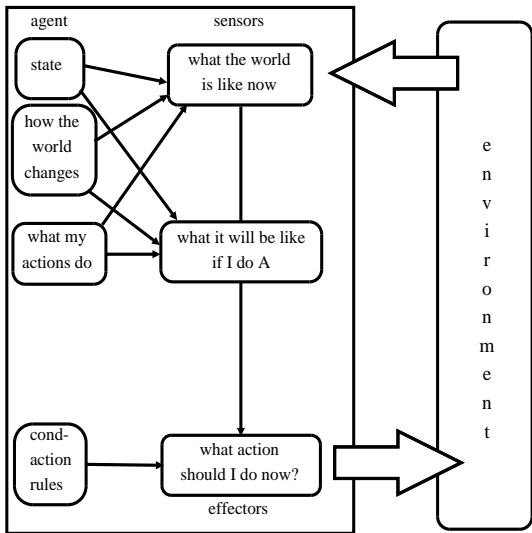 agent
sensors
state
what the world
is like now
how the
world
changes
what my
actions do
what it will be like
if I do A
cond-
action
rules
what action
should I do now?
effectors
e
n
v
i
r
o
n
m
e
n
t